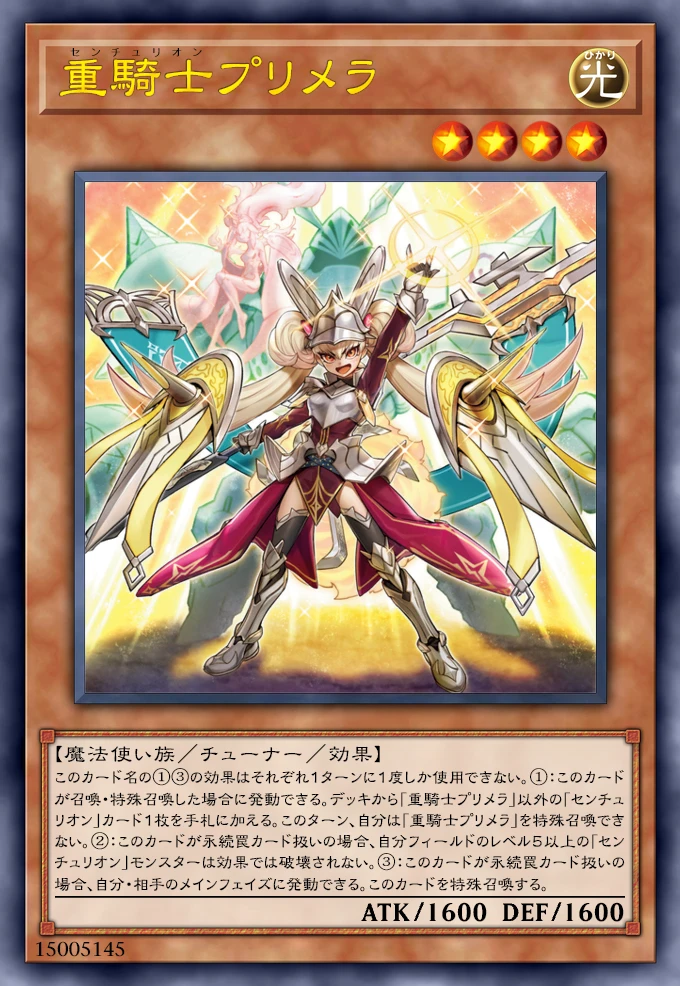 センチュリオン
重騎士プリメラ
ひかり
光
【魔法使い族／チューナー／効果】
このカード名の①③の効果はそれぞれ1ターンに1度しか使用できない。①：このカード
が召喚・特殊召喚した場合に発動できる。デッキから「重騎士プリメラ」以外の「センチュ
リオン」カード1枚を手札に加える。このターン、自分は「重騎士プリメラ」を特殊召喚でき
ない。②：このカードが永続罠カード扱いの場合、自分フィールドのレベル5以上の「セン
チュリオン」モンスターは効果では破壊されない。③：このカードが永続罠カード扱いの
場合、自分・相手のメインフェイズに発動できる。このカードを特殊召喚する。
ATK/1600 DEF/1600
15005145